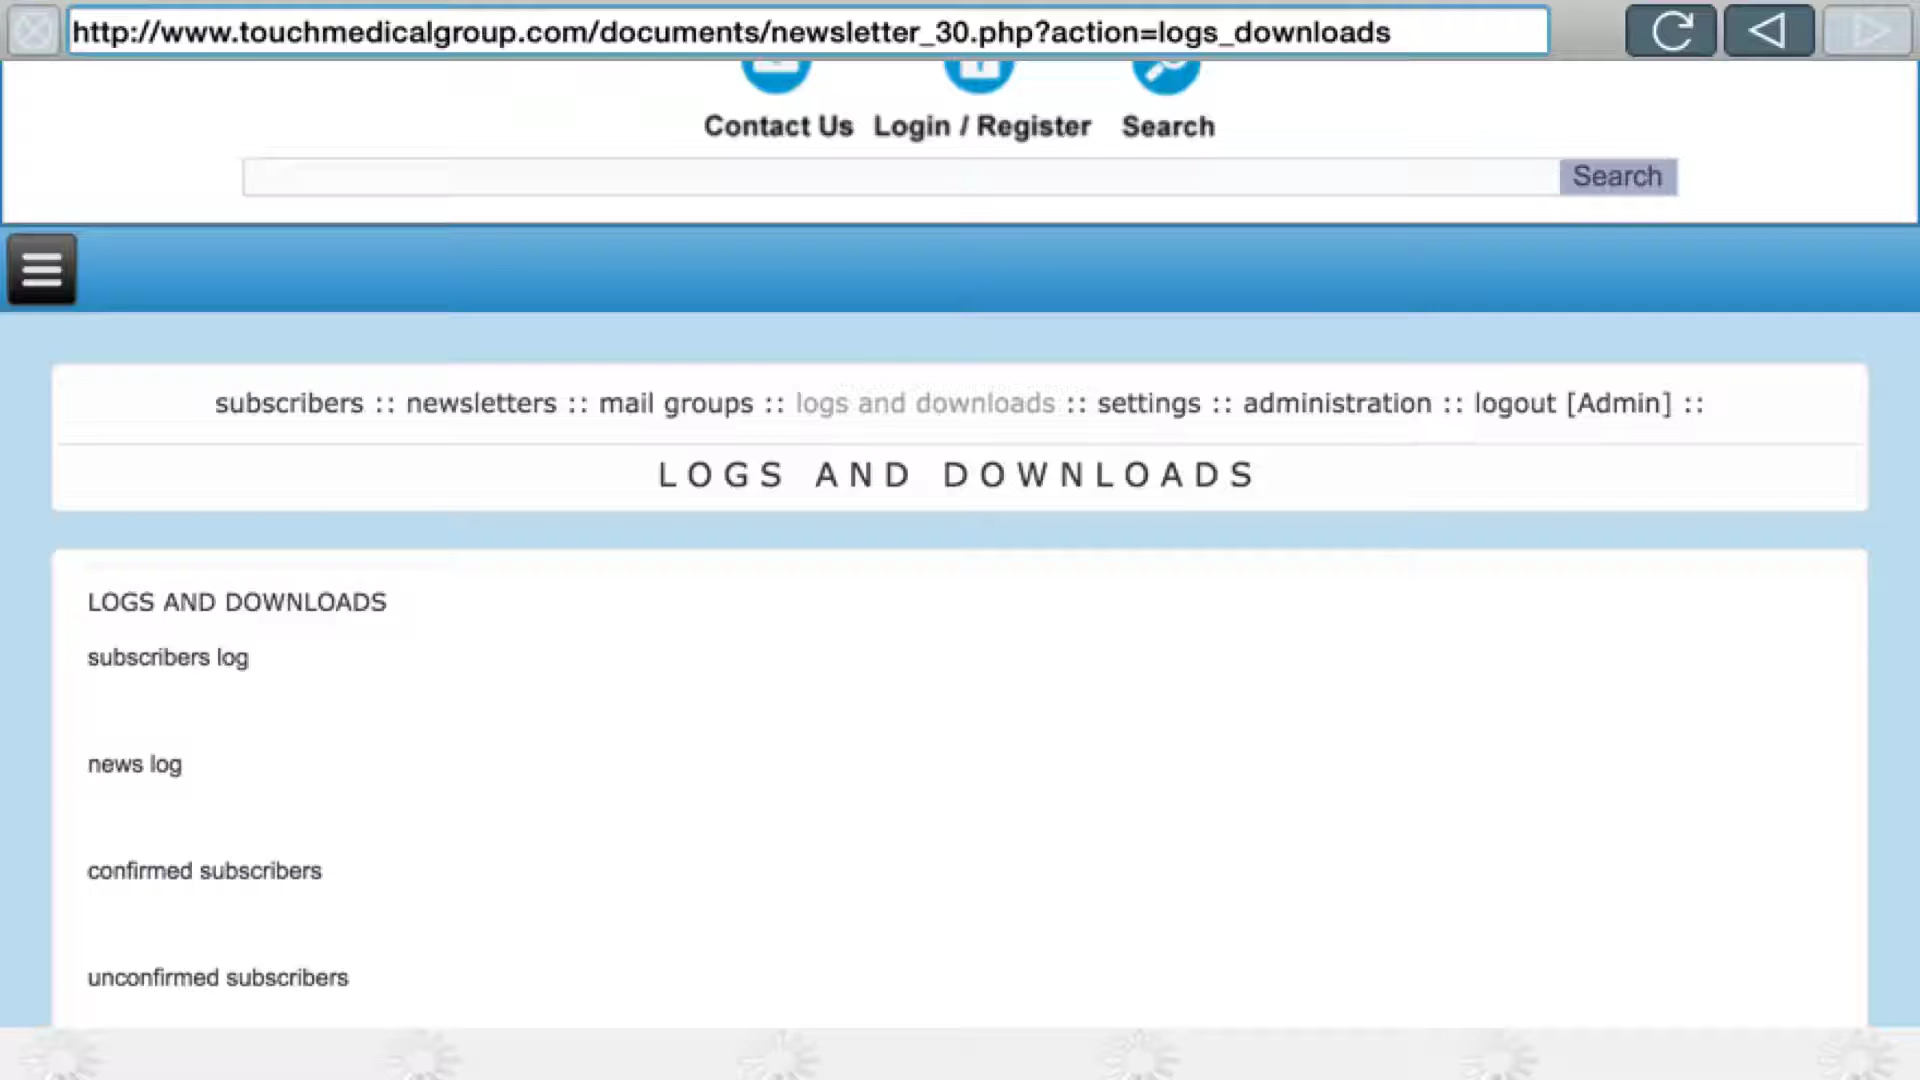 http://www.touchmedicalgroup.com/documents/newsletter_30.php?action=logs_downloads
Contact Us Login / Register Search
Search
subscribers :: newsletters :: mail groups :: logs and downloads :: settings :: administration :: logout [Admin] ::
LOGS AND DOWNLOADS
LOGS AND DOWNLOADS
subscribers log
news log
confirmed subscribers
unconfirmed subscribers